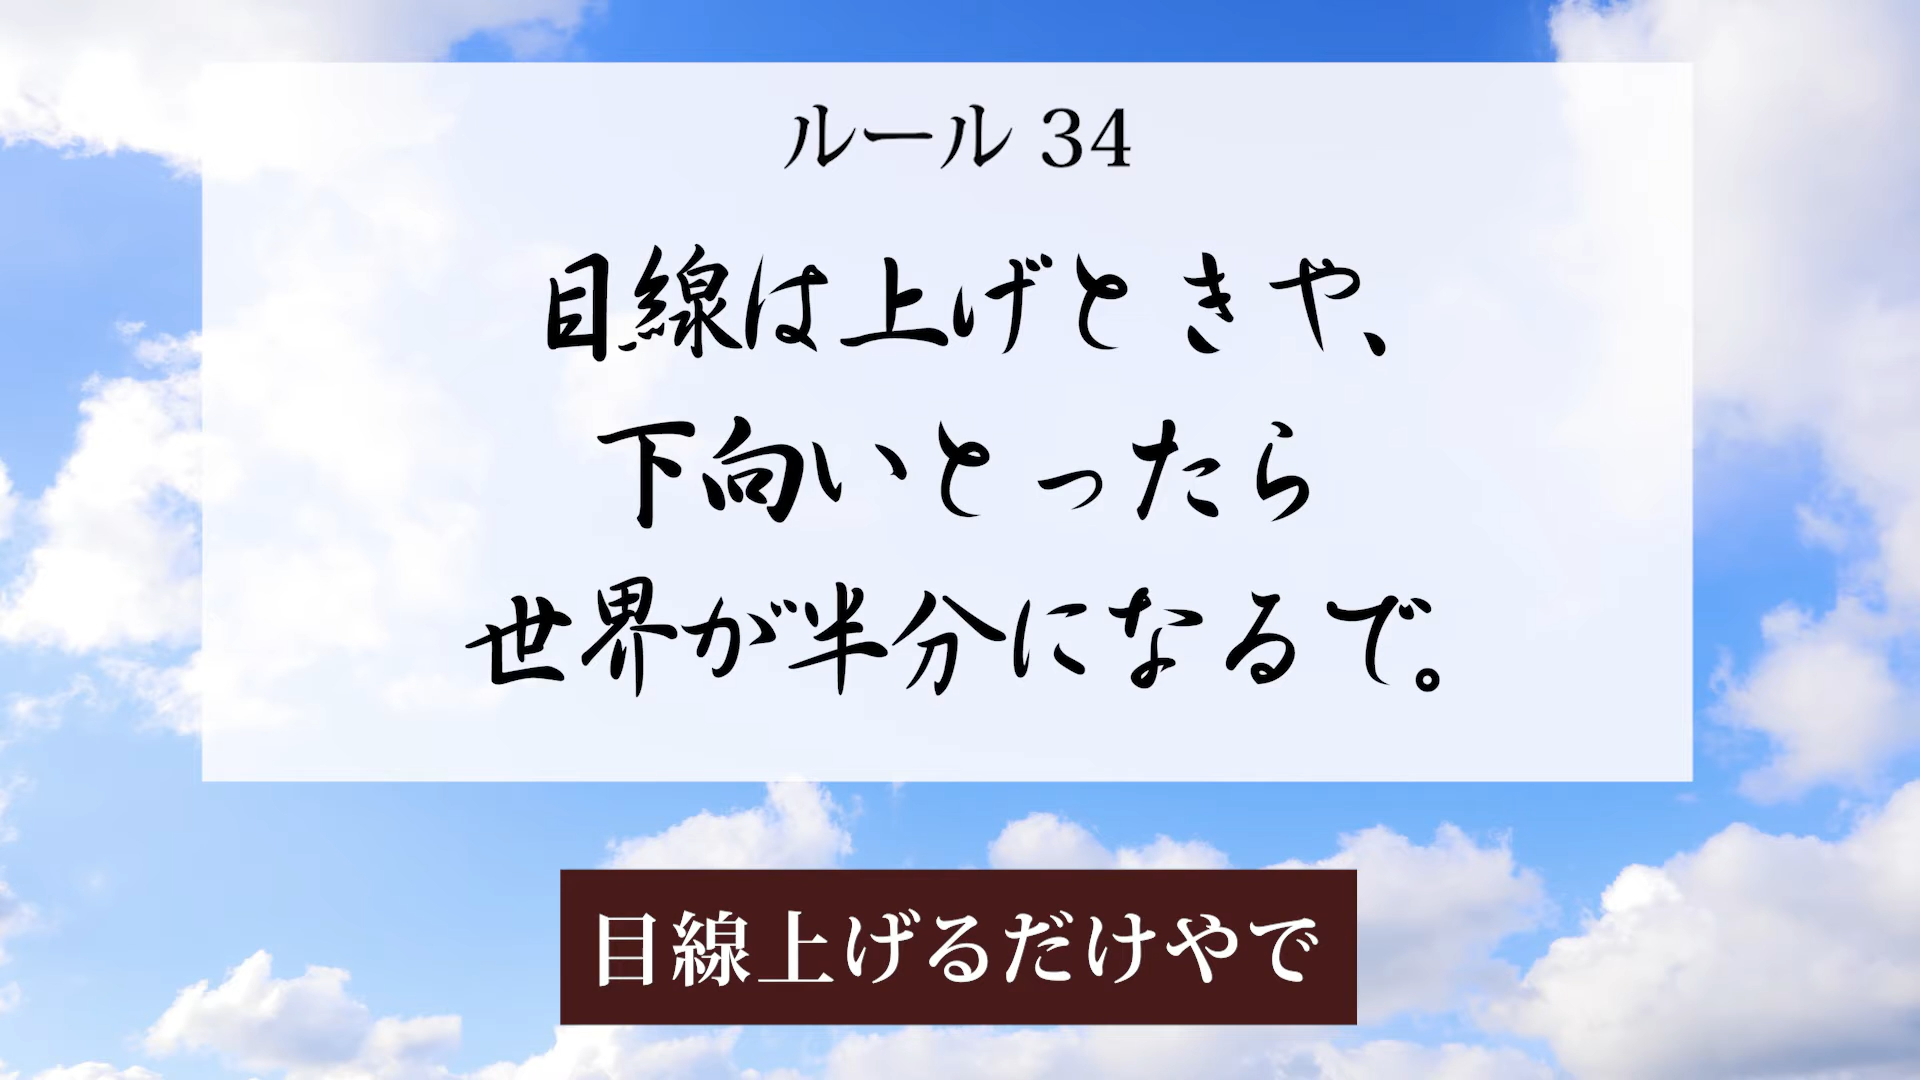 ルール 34
目線は上げときや、
下向いとったら
世界が半分になるで。
目線上げるだけやで